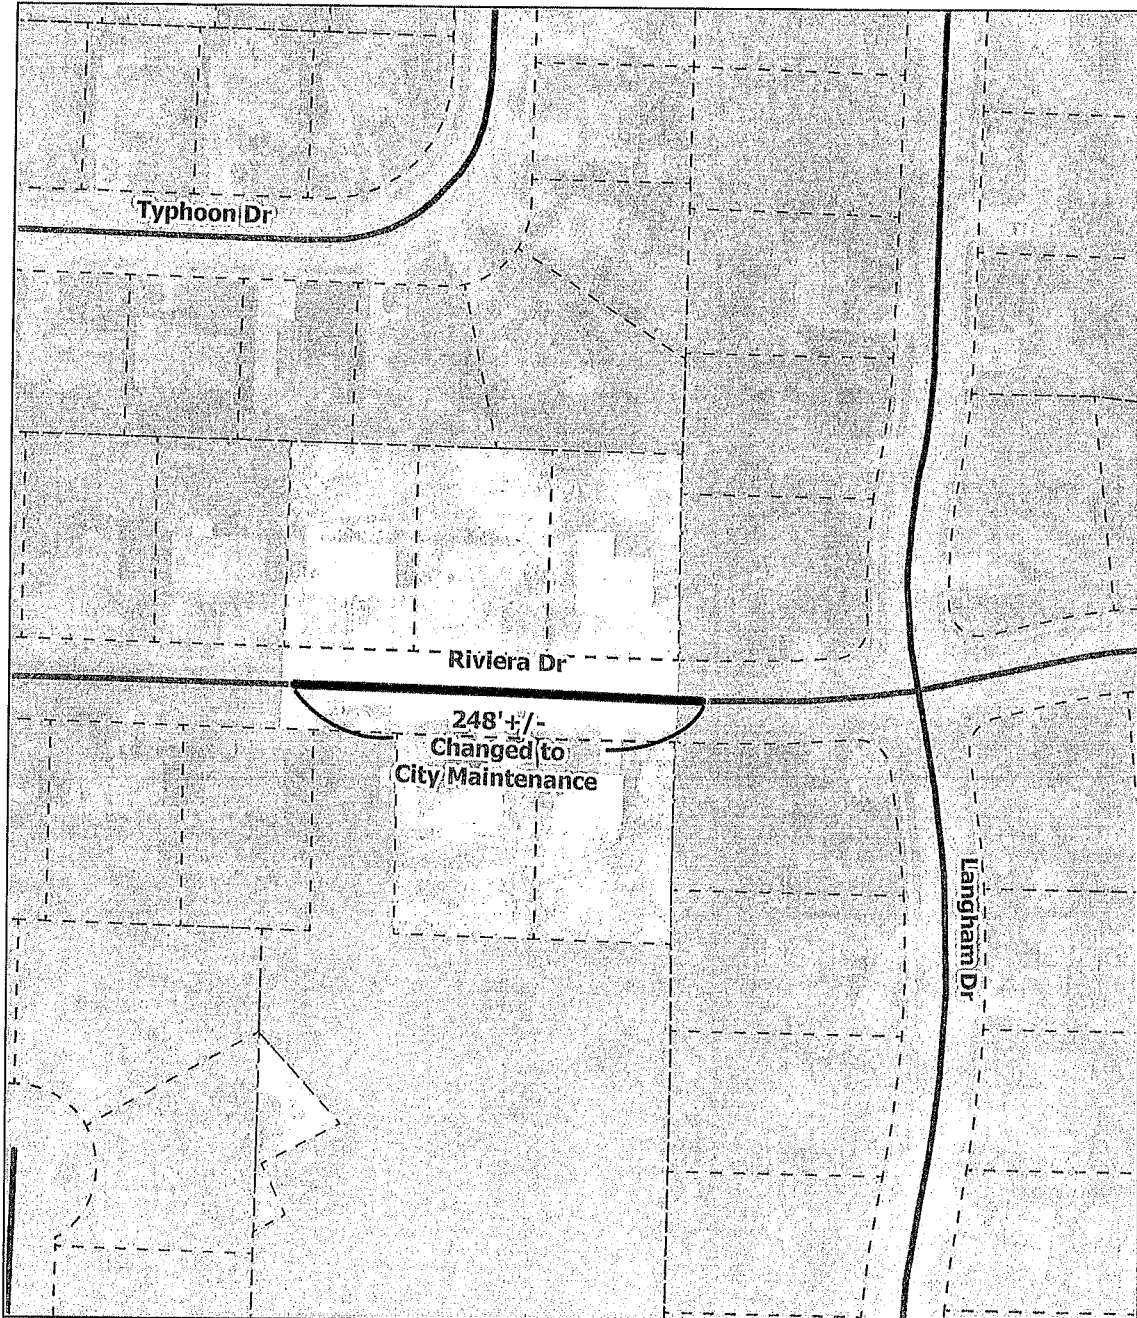 Typhoon Dr
Riviera Dr
248'+/-
Changed to
City Maintenance
Langham Dr